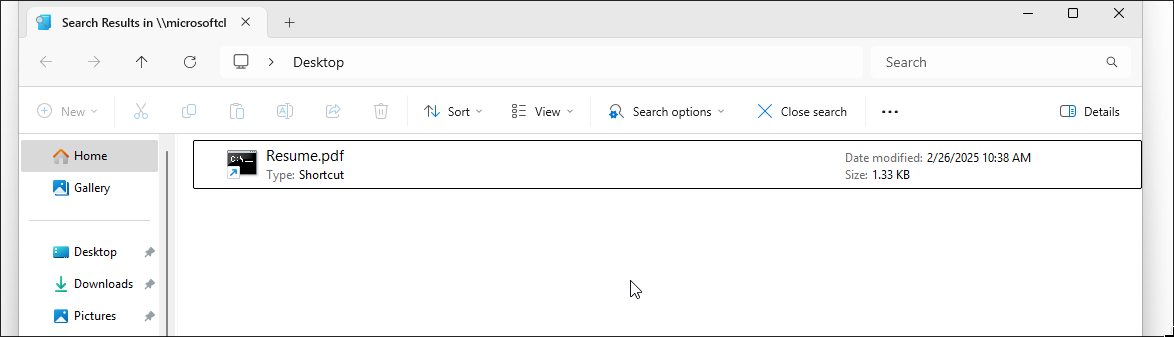 Search Results in \\microsoftcl
Desktop
Search
New
Sort
View
Search options
Close search
Details
Home
Gallery
Desktop
Downloads
Pictures
C:\_
Resume.pdf
Type: Shortcut
Date modified: 2/26/2025 10:38 AM
Size: 1.33 KB